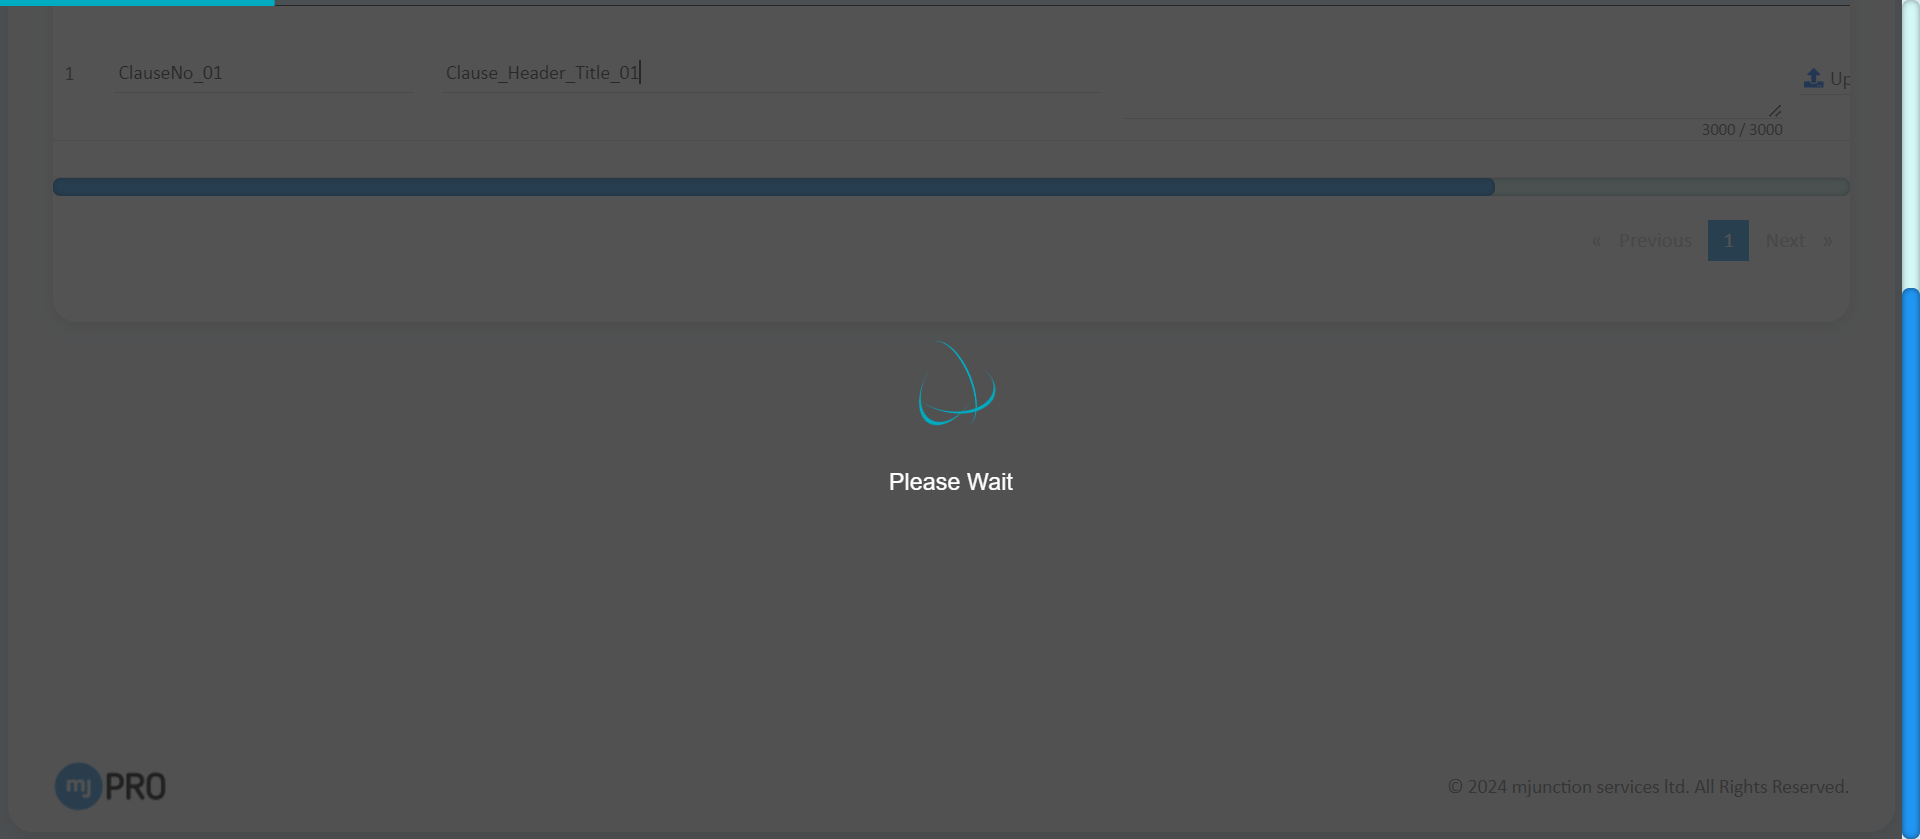 1 ClauseNo_01 Clause_Header_Title_01 Up
3000 / 3000
« Previous 1 Next »
Please Wait
mj PRO
© 2024 mjunction services ltd. All Rights Reserved.